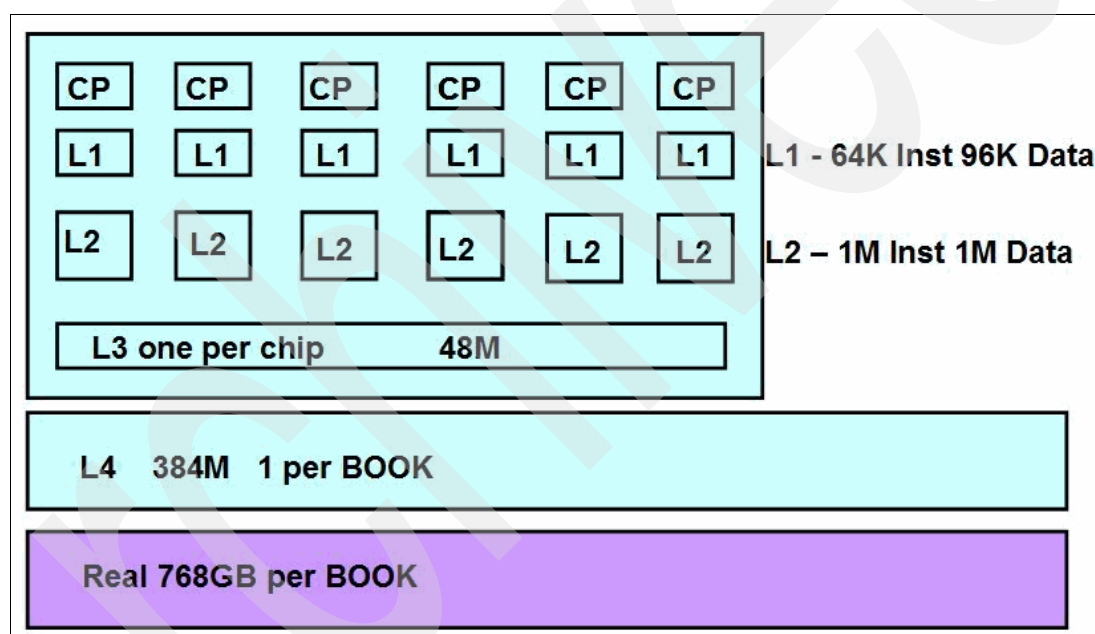 CP CP CP CP CP CP
L1 L1 L1 L1 L1 L1 L1 - 64K Inst 96K Data
L2 L2 L2 L2 L2 L2 L2 – 1M Inst 1M Data
L3 one per chip 48M
L4 384M 1 per BOOK
Real 768GB per BOOK